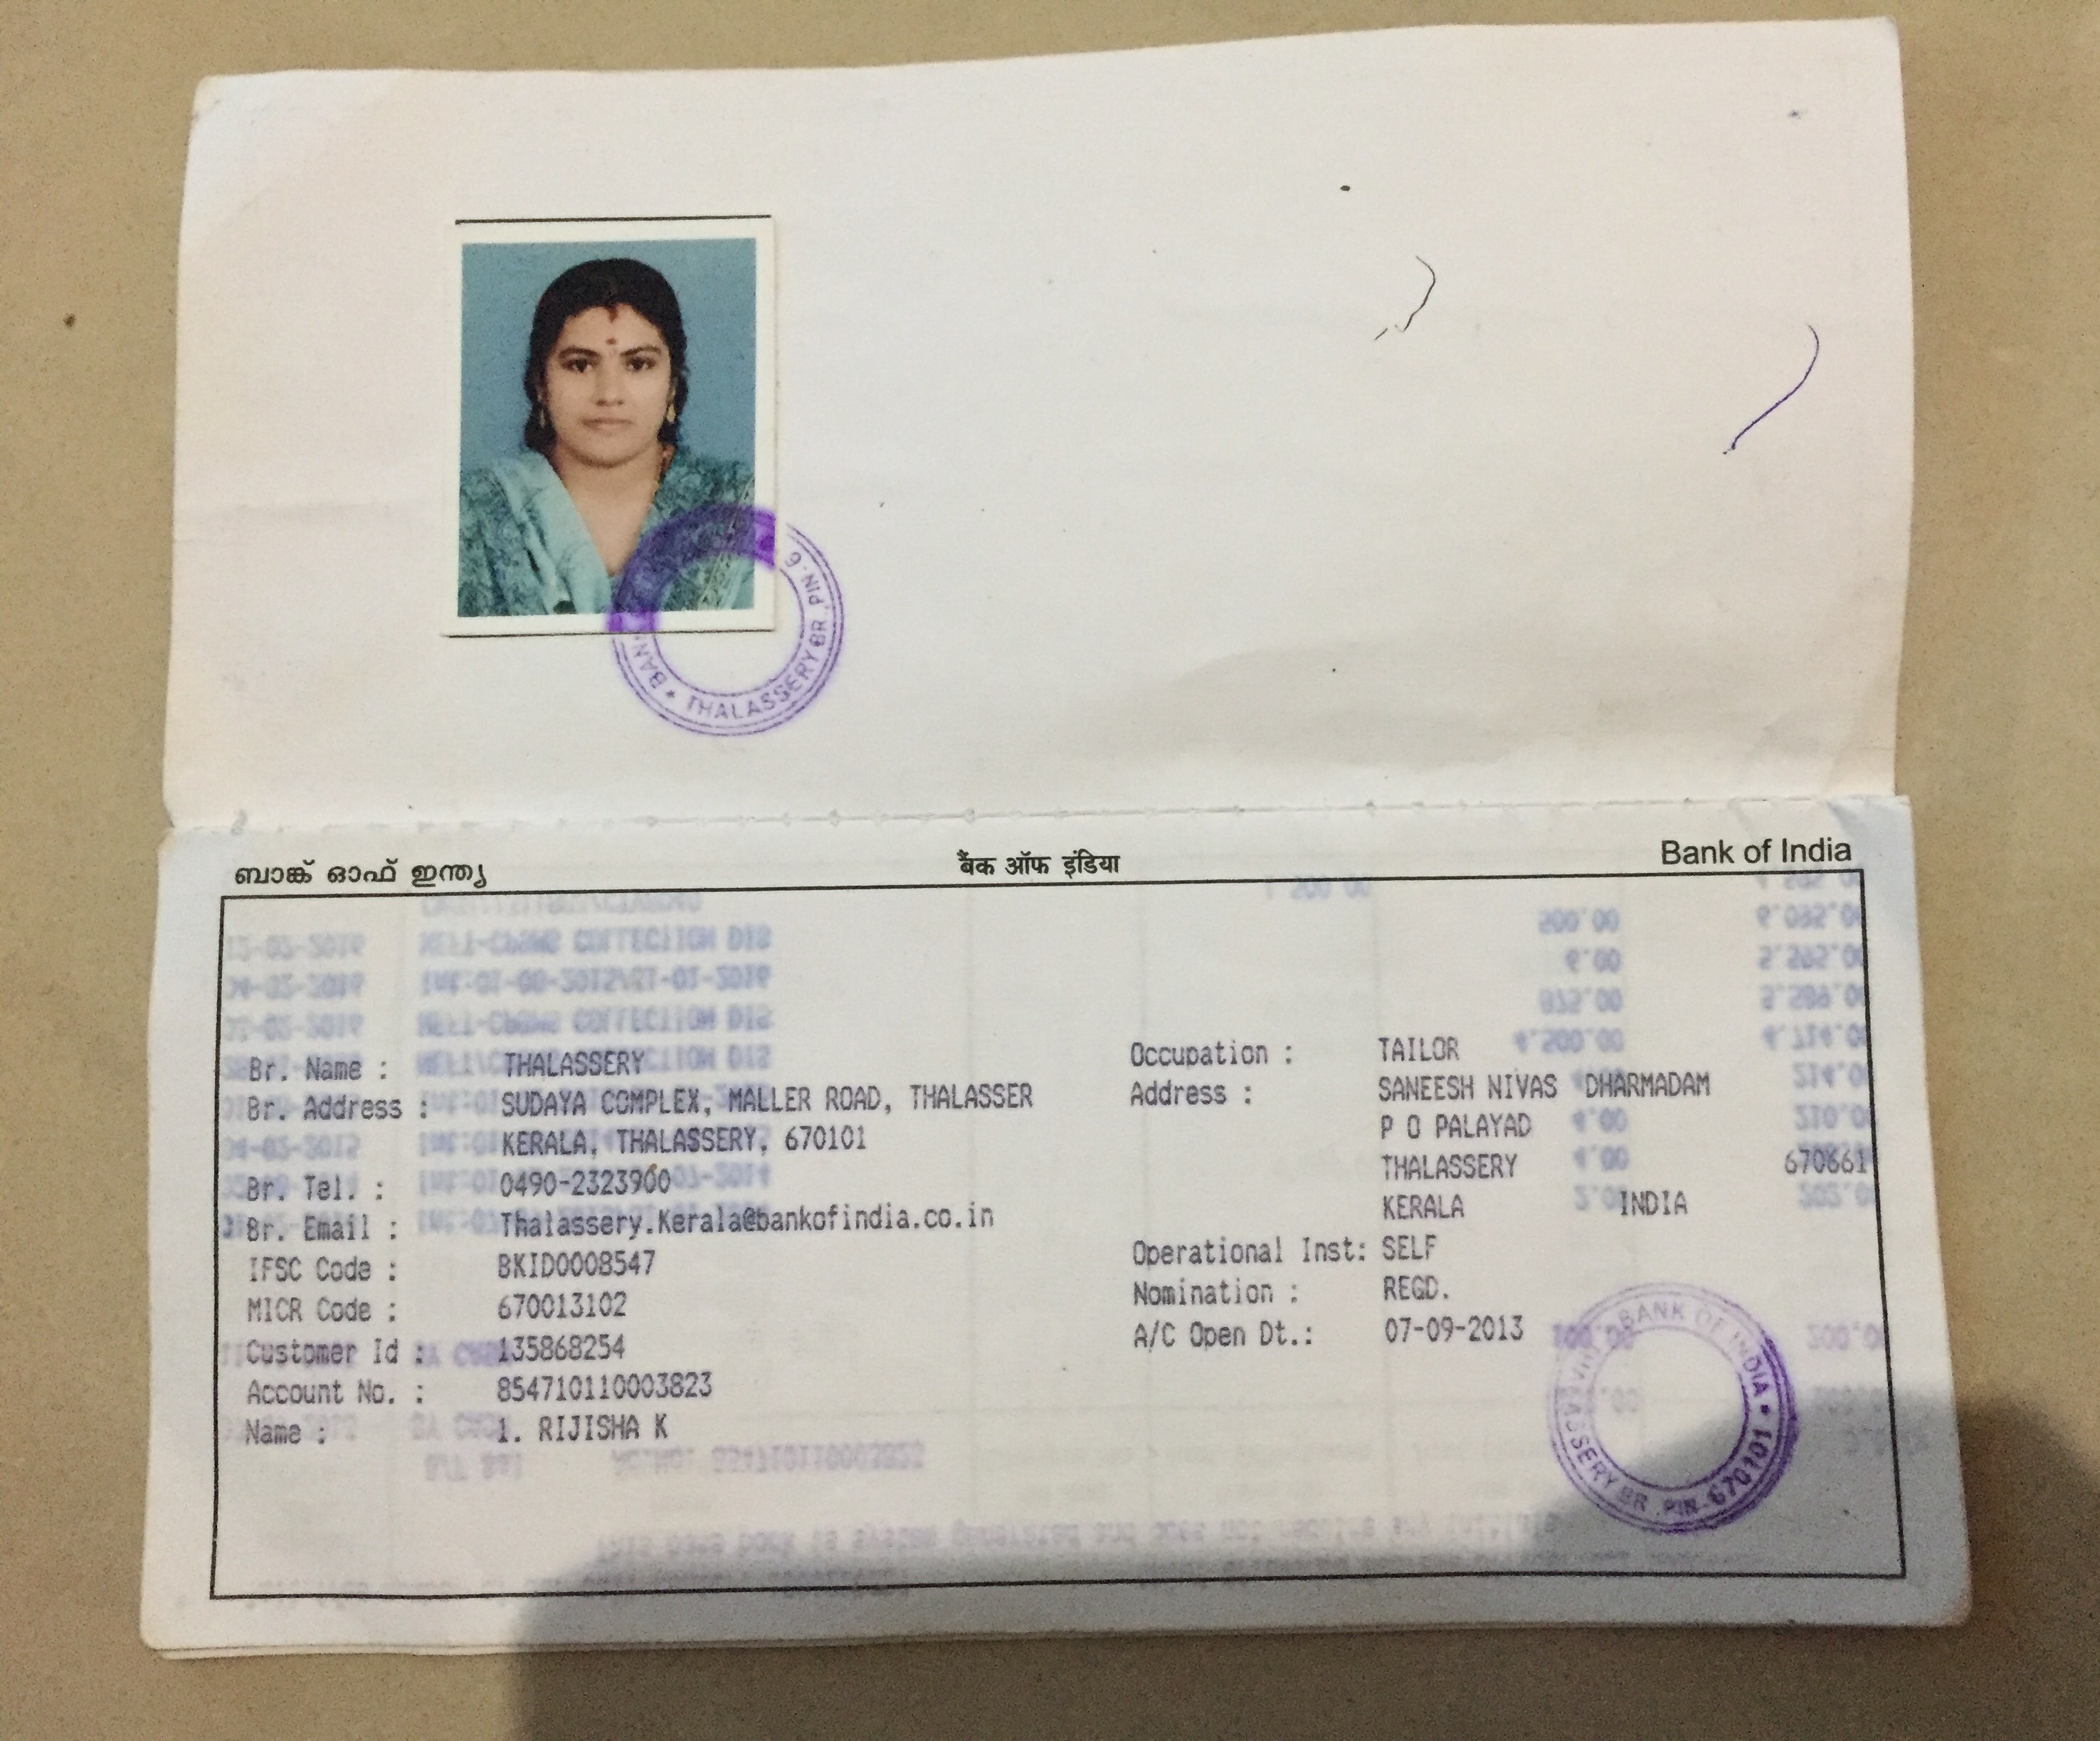 BAN
THALASSERY BR. PIN. 6
ബാങ്ക് ഓഫ് ഇന്ത്യ
बैंक ऑफ इंडिया
Bank of India
Br. Name : THALASSERY
Br. Address : SUDAYA COMPLEX, MALLER ROAD, THALASSER
KERALA, THALASSERY, 670101
Br. Tel. : 0490-2323900
Br. Email : Thalassery.Kerala@bankofindia.co.in
IFSC Code : BKID0008547
MICR Code : 670013102
Customer Id : 135868254
Account No. : 854710110003823
Name : 1. RIJISHA K
Occupation : TAILOR
Address : SANEESH NIVAS DHARMADAM
P O PALAYAD
THALASSERY 670661
KERALA INDIA
Operational Inst: SELF
Nomination : REGD.
A/C Open Dt.: 07-09-2013
BANK OF INDIA
BR. PIN. 670101